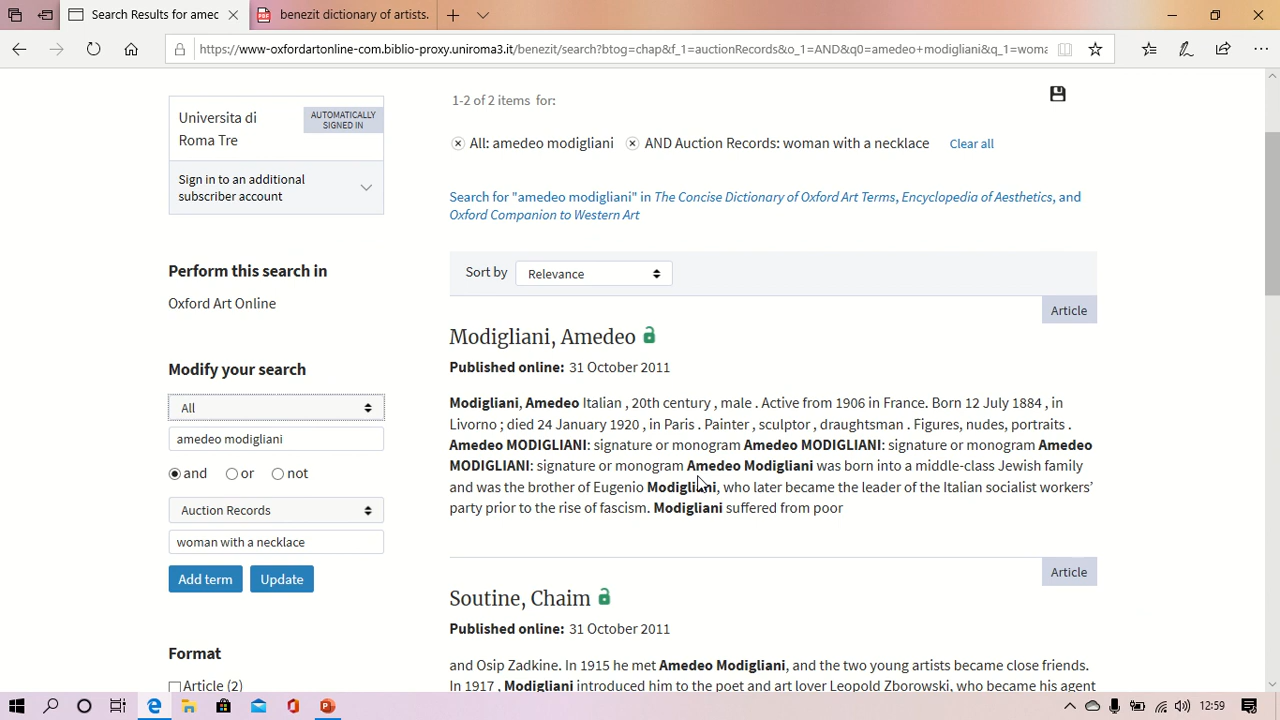 Search Results for amec
benezit dictionary of artists.
https://www-oxfordartonline-com.biblio-proxy.uniroma3.it/benezit/search?btog=chap&f_1=auctionRecords&o_1=AND&q0=amedeo+modigliani&q_1=woma
Universita di
Roma Tre
AUTOMATICALLY
SIGNED IN
Sign in to an additional
subscriber account
Perform this search in
Oxford Art Online
Modify your search
All
amedeo modigliani
and or not
Auction Records
woman with a necklace
Add term Update
Format
Article (2)
1-2 of 2 items for:
All: amedeo modigliani AND Auction Records: woman with a necklace Clear all
Search for "amedeo modigliani" in The Concise Dictionary of Oxford Art Terms, Encyclopedia of Aesthetics, and
Oxford Companion to Western Art
Sort by Relevance
Article
Modigliani, Amedeo
Published online: 31 October 2011
Modigliani, Amedeo Italian , 20th century , male . Active from 1906 in France. Born 12 July 1884 , in
Livorno ; died 24 January 1920 , in Paris . Painter , sculptor , draughtsman . Figures, nudes, portraits .
Amedeo MODIGLIANI: signature or monogram Amedeo MODIGLIANI: signature or monogram Amedeo
MODIGLIANI: signature or monogram Amedeo Modigliani was born into a middle-class Jewish family
and was the brother of Eugenio Modigliani, who later became the leader of the Italian socialist workers’
party prior to the rise of fascism. Modigliani suffered from poor
Article
Soutine, Chaim
Published online: 31 October 2011
and Osip Zadkine. In 1915 he met Amedeo Modigliani, and the two young artists became close friends.
In 1917 , Modigliani introduced him to the poet and art lover Leopold Zborowski, who became his agent
12:59